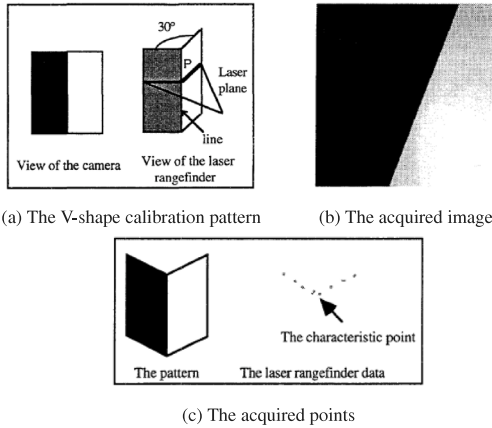 30°
P
Laser
plane
line
View of the camera
View of the laser
rangefinder
(a) The V-shape calibration pattern
(b) The acquired image
The characteristic point
The pattern
The laser rangefinder data
(c) The acquired points